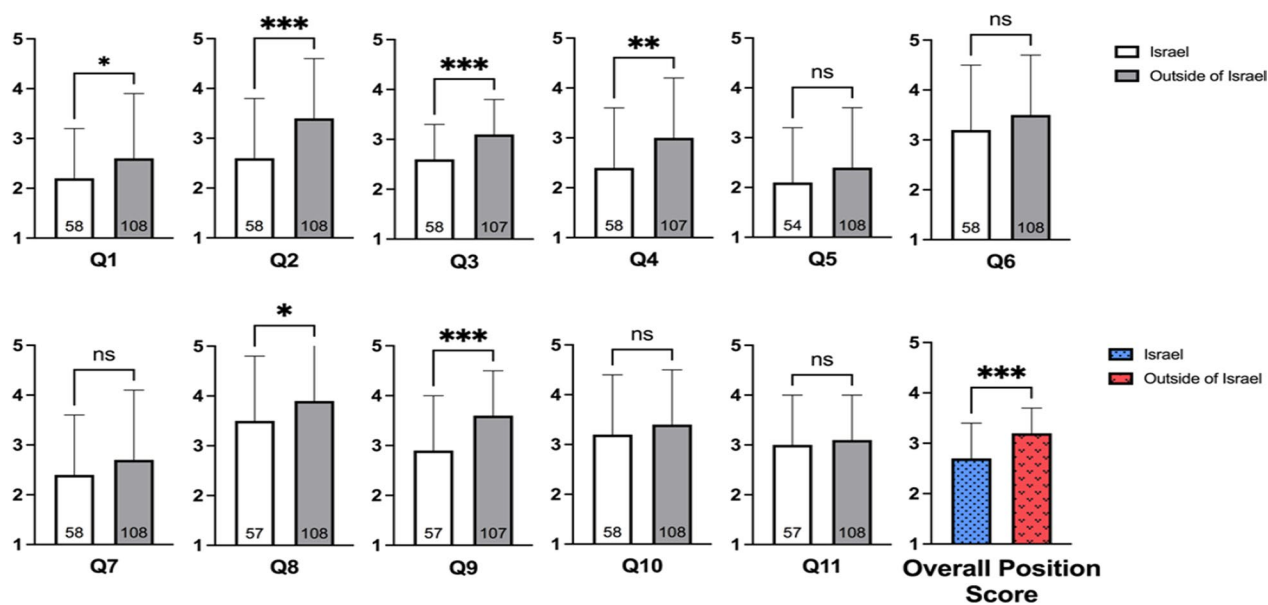 * *** *** ** ns ns
5 5 5 5 5 5
4 4 4 4 4 4
3 3 3 3 3 3
2 2 2 2 2 2
58 108 58 108 58 107 58 107 54 108 58 108
1 1 1 1 1 1
Q1 Q2 Q3 Q4 Q5 Q6
Israel
Outside of Israel
ns * *** ns ns ***
5 5 5 5 5 5
4 4 4 4 4 4
3 3 3 3 3 3
2 2 2 2 2 2
58 108 57 108 57 107 58 108 57 108
1 1 1 1 1 1
Q7 Q8 Q9 Q10 Q11 Overall Position
Score
Israel
Outside of Israel